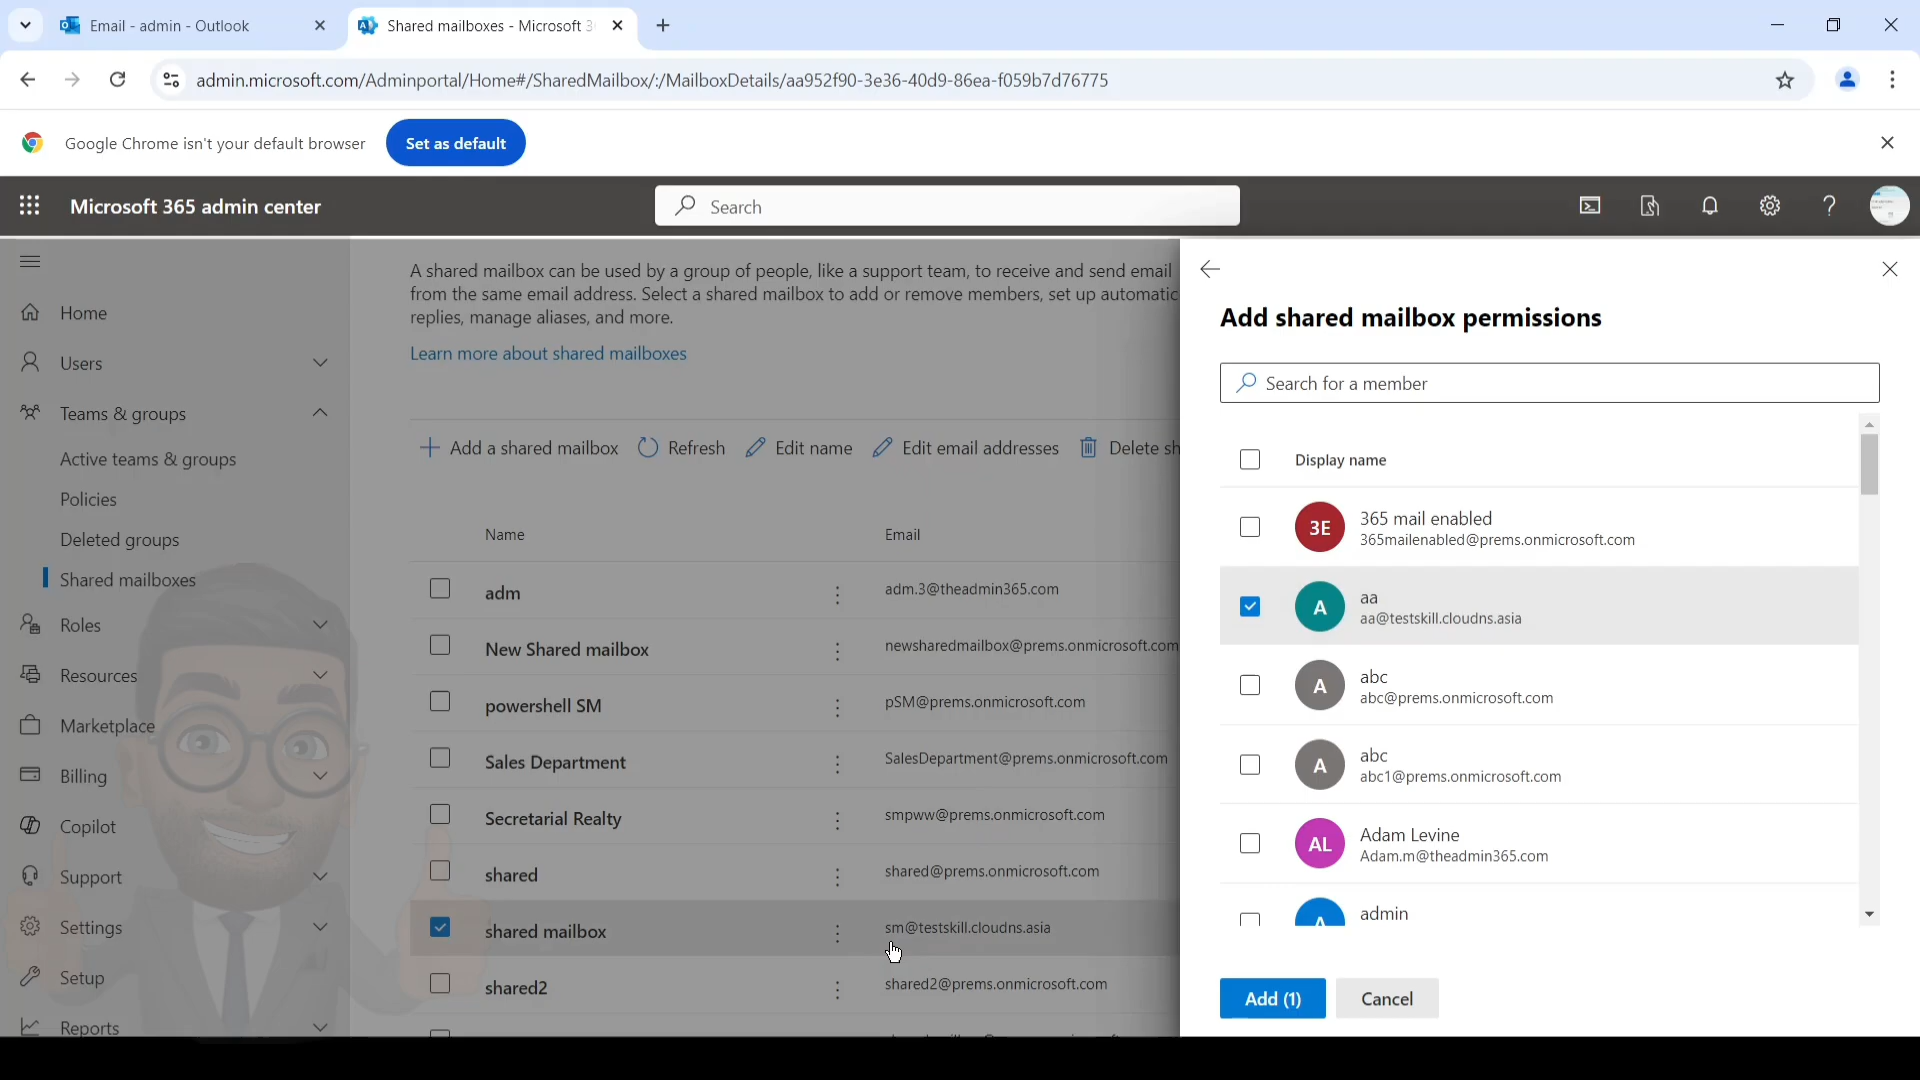 Email - admin - Outlook
Shared mailboxes - Microsoft 3
admin.microsoft.com/Adminportal/Home#/SharedMailbox/:/MailboxDetails/aa952f90-3e36-40d9-86ea-f059b7d76775
Google Chrome isn't your default browser
Set as default
Microsoft 365 admin center
Search
Home
Users
Teams & groups
Active teams & groups
Policies
Deleted groups
Shared mailboxes
Roles
Resources
Marketplace
Billing
Copilot
Support
Settings
Setup
Reports
A shared mailbox can be used by a group of people, like a support team, to receive and send email
from the same email address. Select a shared mailbox to add or remove members, set up automatic
replies, manage aliases, and more.
Learn more about shared mailboxes
Add a shared mailbox Refresh Edit name Edit email addresses Delete sh
Name Email
adm adm.3@theadmin365.com
New Shared mailbox newsharedmailbox@prems.onmicrosoft.com
powershell SM pSM@prems.onmicrosoft.com
Sales Department SalesDepartment@prems.onmicrosoft.com
Secretarial Realty smpww@prems.onmicrosoft.com
shared shared@prems.onmicrosoft.com
shared mailbox sm@testskill.cloudns.asia
shared2 shared2@prems.onmicrosoft.com
Add shared mailbox permissions
Search for a member
Display name
3E
365 mail enabled
365mailenabled@prems.onmicrosoft.com
A
aa
aa@testskill.cloudns.asia
A
abc
abc@prems.onmicrosoft.com
A
abc
abc1@prems.onmicrosoft.com
AL
Adam Levine
Adam.m@theadmin365.com
A
admin
Add (1)
Cancel